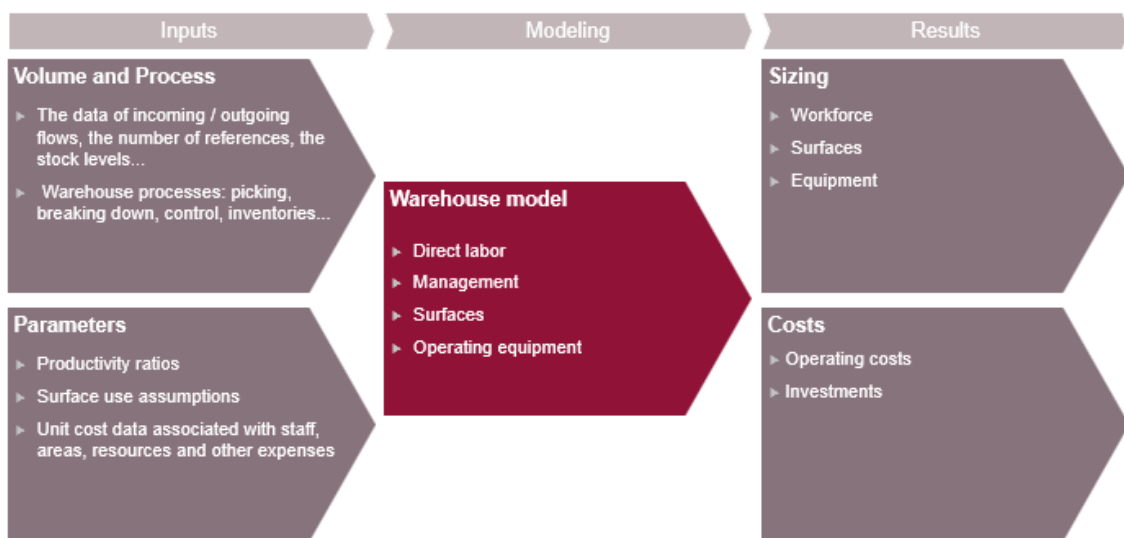 Inputs
Modeling
Results
Volume and Process
The data of incoming / outgoing
flows, the number of references, the
stock levels...
Warehouse processes: picking,
breaking down, control, inventories...
Parameters
Productivity ratios
Surface use assumptions
Unit cost data associated with staff,
areas, resources and other expenses
Warehouse model
Direct labor
Management
Surfaces
Operating equipment
Sizing
Workforce
Surfaces
Equipment
Costs
Operating costs
Investments